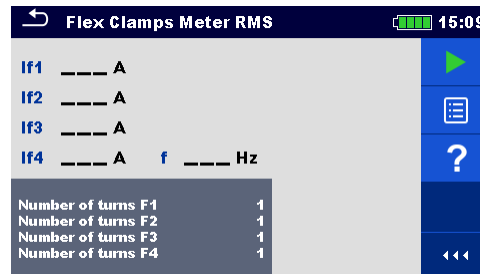 Flex Clamps Meter RMS 15:09
If1 ___ A
If2 ___ A
If3 ___ A
If4 ___ A f ___ Hz
?
Number of turns F1 1
Number of turns F2 1
Number of turns F3 1
Number of turns F4 1